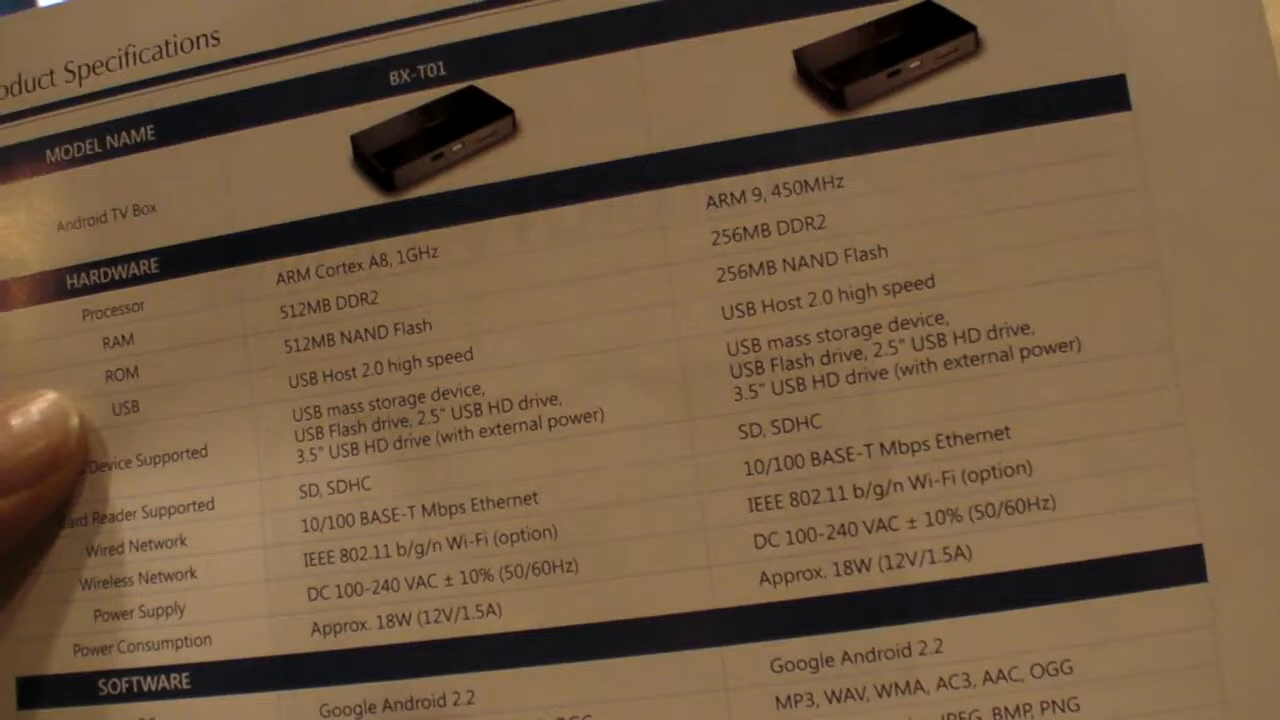 oduct Specifications
MODEL NAME BX-T01
Android TV Box
HARDWARE
Processor ARM Cortex A8, 1GHz ARM 9, 450MHz
RAM 512MB DDR2 256MB DDR2
ROM 512MB NAND Flash 256MB NAND Flash
USB USB Host 2.0 high speed USB Host 2.0 high speed
Device Supported USB mass storage device, USB mass storage device,
USB Flash drive, 2.5" USB HD drive, USB Flash drive, 2.5" USB HD drive,
3.5" USB HD drive (with external power) 3.5" USB HD drive (with external power)
ard Reader Supported SD, SDHC SD, SDHC
Wired Network 10/100 BASE-T Mbps Ethernet 10/100 BASE-T Mbps Ethernet
Wireless Network IEEE 802.11 b/g/n Wi-Fi (option) IEEE 802.11 b/g/n Wi-Fi (option)
Power Supply DC 100-240 VAC ± 10% (50/60Hz) DC 100-240 VAC ± 10% (50/60Hz)
Power Consumption Approx. 18W (12V/1.5A) Approx. 18W (12V/1.5A)
SOFTWARE
Google Android 2.2 Google Android 2.2
MP3, WAV, WMA, AC3, AAC, OGG
JPEG, BMP, PNG